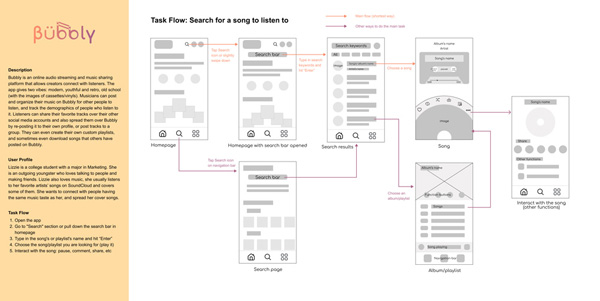 Bübbly
Description
Bubbly is an online audio streaming and music sharing
platform that allows creators connect with listeners. The
app gives two vibes: modern, youthful and retro, old school
(with the images of cassettes/vinyls). Musicians can post
and organize their music on Bubbly for other people to
listen, and track the demographics of people who listen to
it. Listeners can share their favorite tracks over their other
social media accounts and also spread them over Bubbly
by re-posting it to their own profile, or post tracks to a
group. They can even create their own custom playlists,
and sometimes even download songs that others have
posted on Bubbly.
User Profile
Lizzie is a college student with a major in Marketing. She
is an outgoing youngster who loves talking to people and
making friends. Lizzie also loves music, she usually listens
to her favorite artists' songs on SoundCloud and covers
some of them. She wants to connect with people having
the same music taste as her, and spread her cover songs.
Task Flow
1. Open the app
2. Go to "Search" section or pull down the search bar in
homepage
3. Type in the song's or playlist's name and hit "Enter"
4. Choose the song/playlist you are looking for (play it)
5. Interact with the song: pause, comment, share, etc.
Task Flow: Search for a song to listen to
Main flow (shortest way)
Other ways to do the main task
Homepage
Tap Search
icon or slightly
swipe down
Search bar
Homepage with search bar opened
Type in search
keywords and
hit "Enter"
Search keywords
Search results
Choose a song
Album's name
Song's name
Image
Song
Song's name
Other functions
Interact with the song
(other functions)
Tap Search icon
on navigation bar
Search bar
Search page
Choose an
album/playlist
Album's name
Songs
Song playing
Navigation bar
Album/playlist